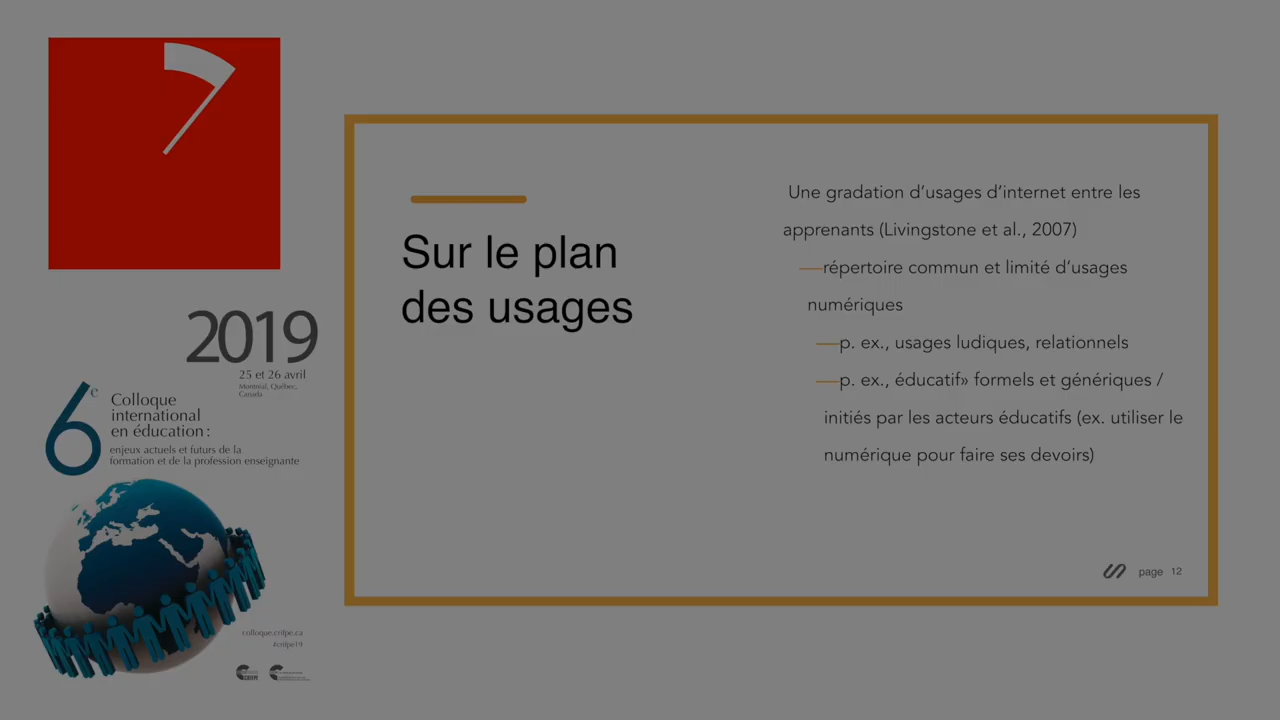 2019
25 et 26 avril
Montréal, Québec,
Canada
6e
Colloque
international
en éducation :
enjeux actuels et futurs de la
formation et de la profession enseignante
colloque.crifpe.ca
#crifpe19
CRIFPE
Sur le plan
des usages
Une gradation d’usages d’internet entre les
apprenants (Livingstone et al., 2007)
répertoire commun et limité d’usages
numériques
p. ex., usages ludiques, relationnels
p. ex., éducatif» formels et génériques /
initiés par les acteurs éducatifs (ex. utiliser le
numérique pour faire ses devoirs)
page 12